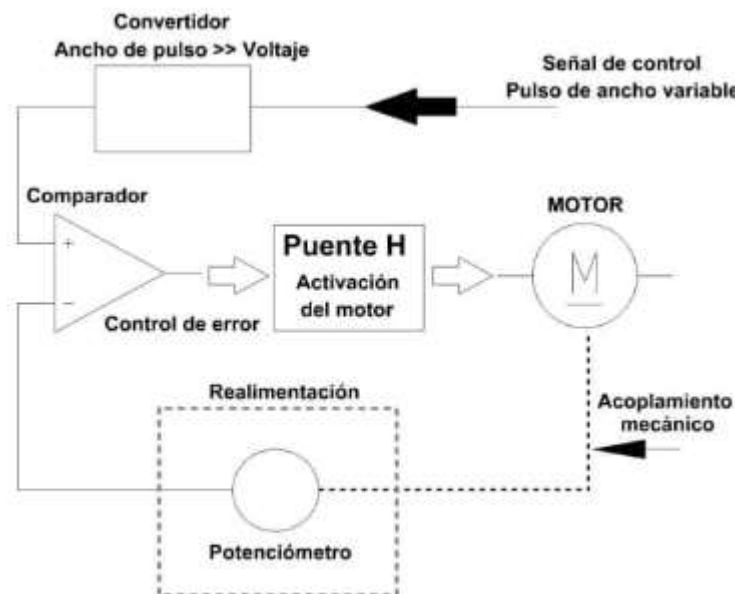 Convertidor
Ancho de pulso >> Voltaje
Señal de control
Pulso de ancho variable
Comparador
MOTOR
+
Puente H
M
Activación
del motor
−
Control de error
Realimentación
Acoplamiento
mecánico
Potenciómetro